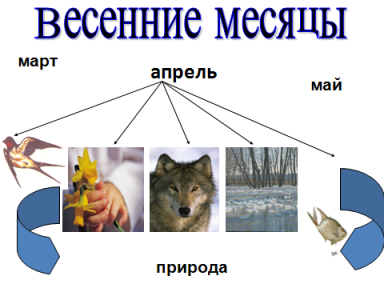 Весенние месяцы
март
апрель
май
природа